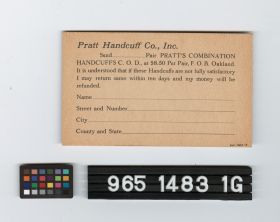 Pratt Handcuff Co., Inc.
Send Pair PRATT'S COMBINATION
HANDCUFFS C. O. D., at $8.50 Per Pair, F. O. B. Oakland.
It is understood that if these Handcuffs are not fully satisfactory
I may return same within ten days and my money will be
refunded.
Name
Street and Number
City
County and State
965 1483 1G